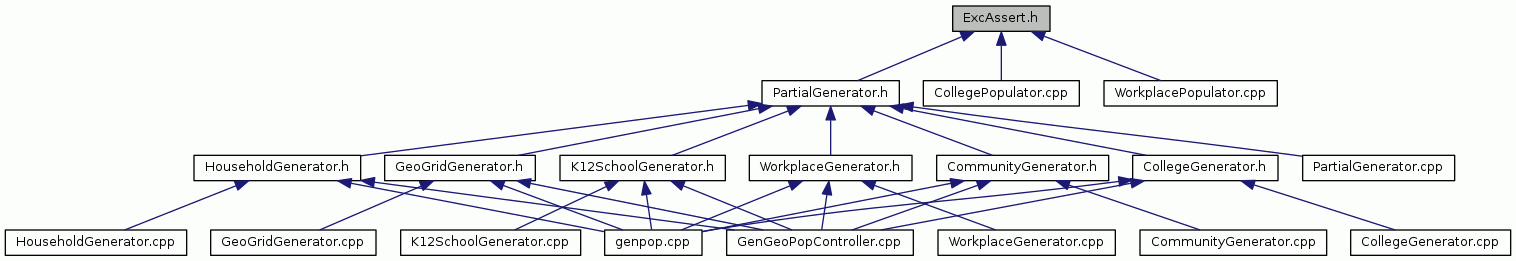 ExcAssert.h
PartialGenerator.h
CollegePopulator.cpp
WorkplacePopulator.cpp
HouseholdGenerator.h
GeoGridGenerator.h
K12SchoolGenerator.h
WorkplaceGenerator.h
CommunityGenerator.h
CollegeGenerator.h
PartialGenerator.cpp
HouseholdGenerator.cpp
GeoGridGenerator.cpp
K12SchoolGenerator.cpp
genpop.cpp
GenGeoPopController.cpp
WorkplaceGenerator.cpp
CommunityGenerator.cpp
CollegeGenerator.cpp